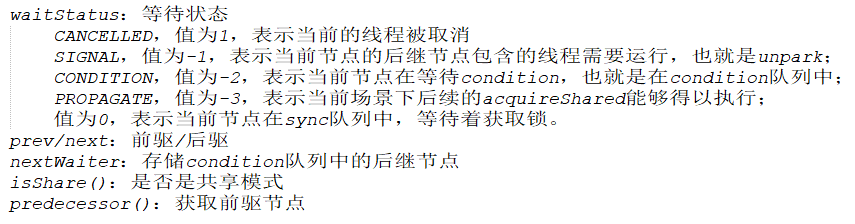 waitStatus：等待状态
CANCELLED，值为1，表示当前的线程被取消
SIGNAL，值为-1，表示当前节点的后继节点包含的线程需要运行，也就是unpark；
CONDITION，值为-2，表示当前节点在等待condition，也就是在condition队列中；
PROPAGATE，值为-3，表示当前场景下后续的acquireShared能够得以执行；
值为0，表示当前节点在sync队列中，等待着获取锁。
prev/next：前驱/后驱
nextWaiter：存储condition队列中的后继节点
isShare()：是否是共享模式
predecessor()：获取前驱节点